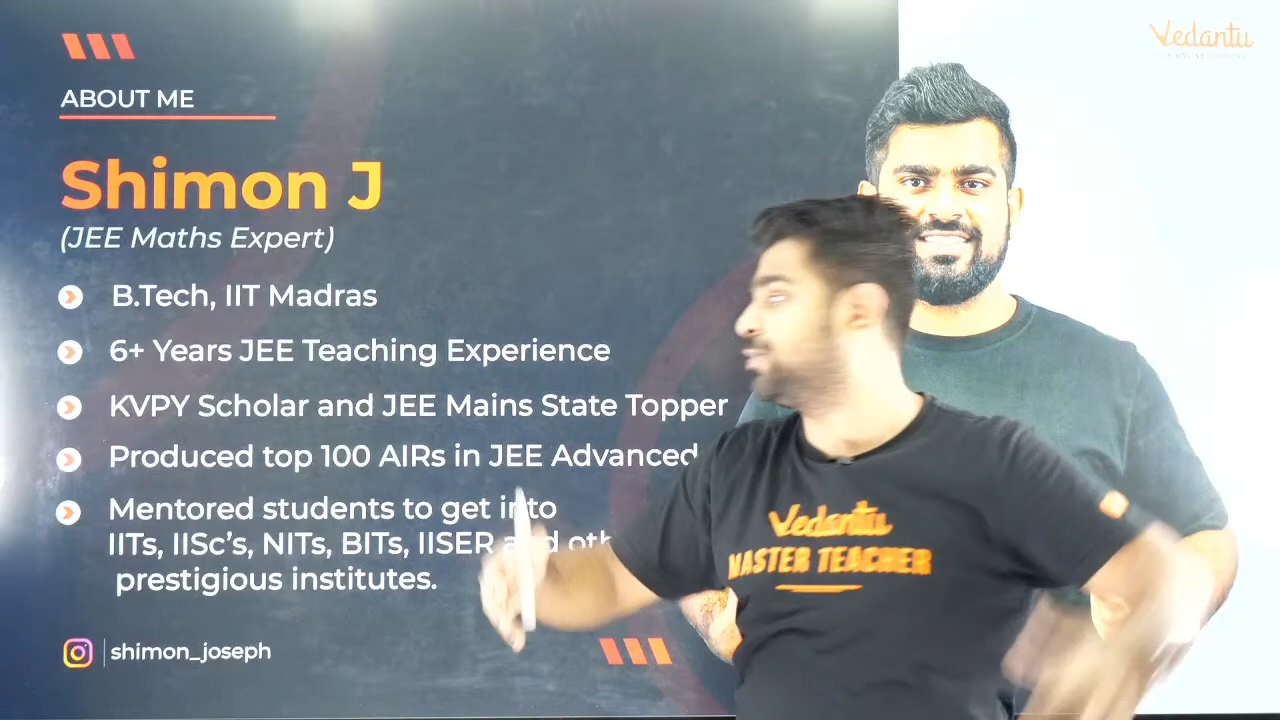 Vedantu
ABOUT ME
Shimon J
(JEE Maths Expert)
B.Tech, IIT Madras
6+ Years JEE Teaching Experience
KVPY Scholar and JEE Mains State Topper
Produced top 100 AIRs in JEE Advanced
Mentored students to get into
IITs, IISc's, NITs, BITs, IISER and
prestigious institutes.
shimon_joseph
Vedantu
MASTER TEACHER